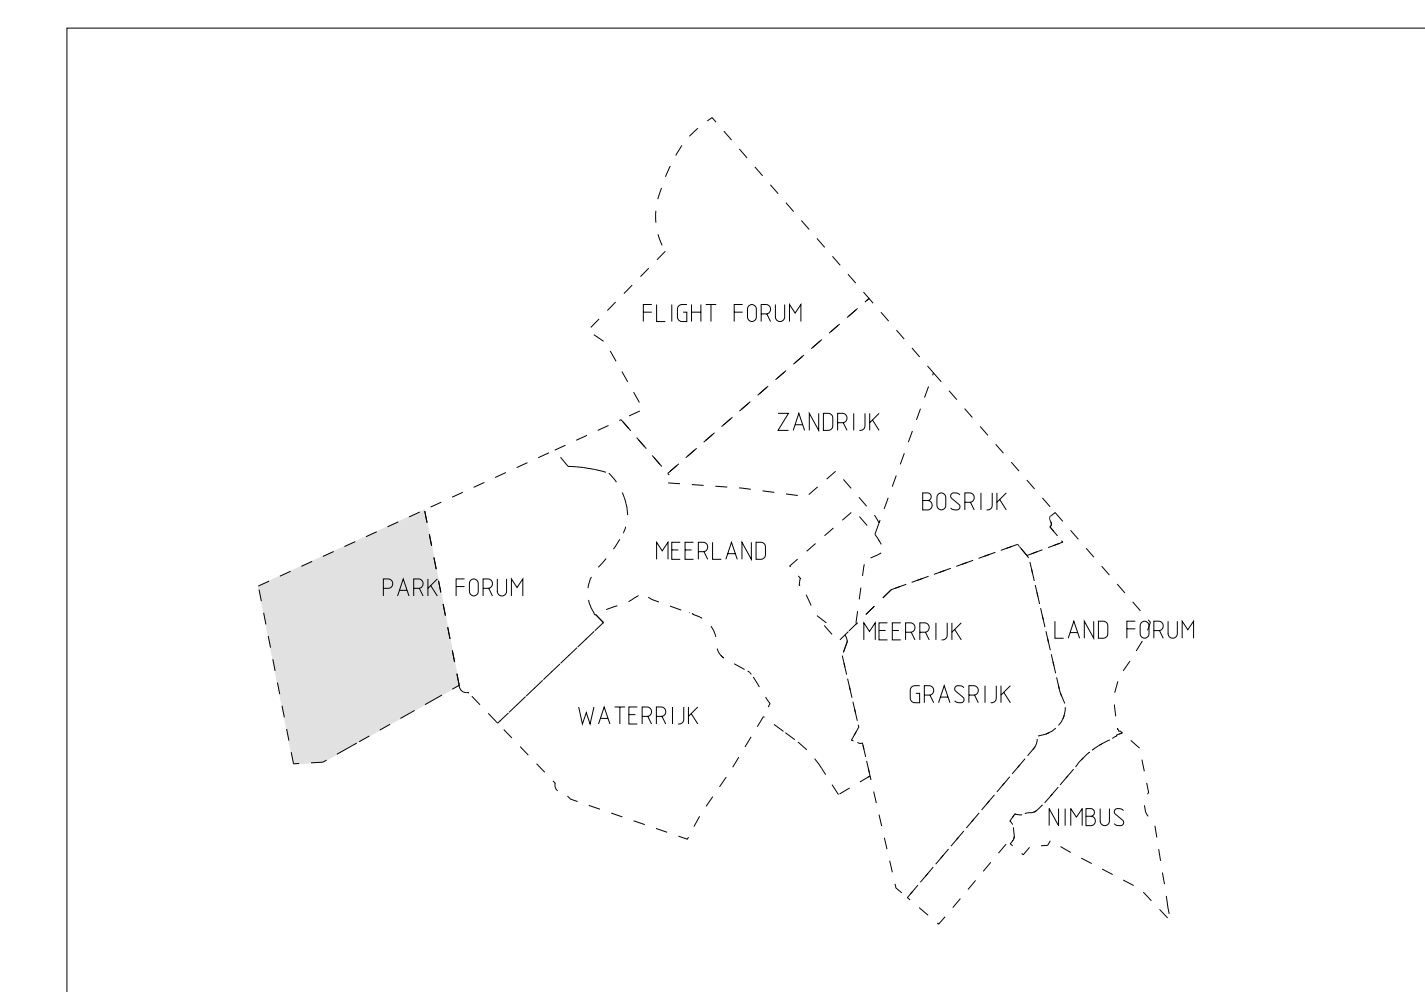 FLIGHT FORUM
ZANDRIJK
BOSRIJK
MEERLAND
PARK FORUM
MEERRIJK
LAND FORUM
GRASRIJK
WATERRIJK
NIMBUS